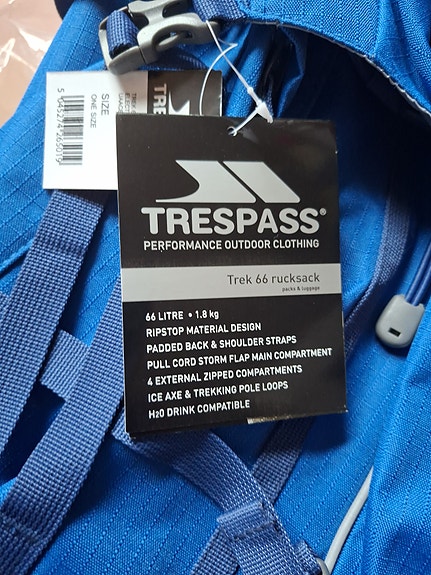 SIZE
ONE SIZE
TRESPASS®
PERFORMANCE OUTDOOR CLOTHING
Trek 66 rucksack
packs & luggage
66 LITRE • 1.8 kg
RIPSTOP MATERIAL DESIGN
PADDED BACK & SHOULDER STRAPS
PULL CORD STORM FLAP MAIN COMPARTMENT
4 EXTERNAL ZIPPED COMPARTMENTS
ICE AXE & TREKKING POLE LOOPS
H20 DRINK COMPATIBLE